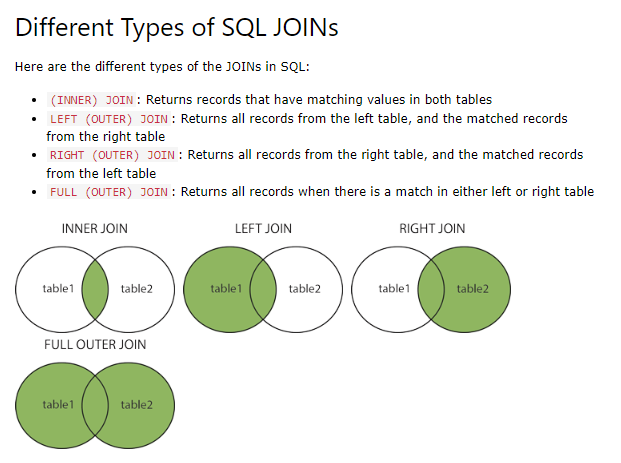 Different Types of SQL JOINs
Here are the different types of the JOINs in SQL:
• (INNER) JOIN: Returns records that have matching values in both tables
• LEFT (OUTER) JOIN: Returns all records from the left table, and the matched records
from the right table
• RIGHT (OUTER) JOIN: Returns all records from the right table, and the matched records
from the left table
• FULL (OUTER) JOIN: Returns all records when there is a match in either left or right table
INNER JOIN LEFT JOIN RIGHT JOIN
table1 table2 table1 table2 table1 table2
FULL OUTER JOIN
table1 table2